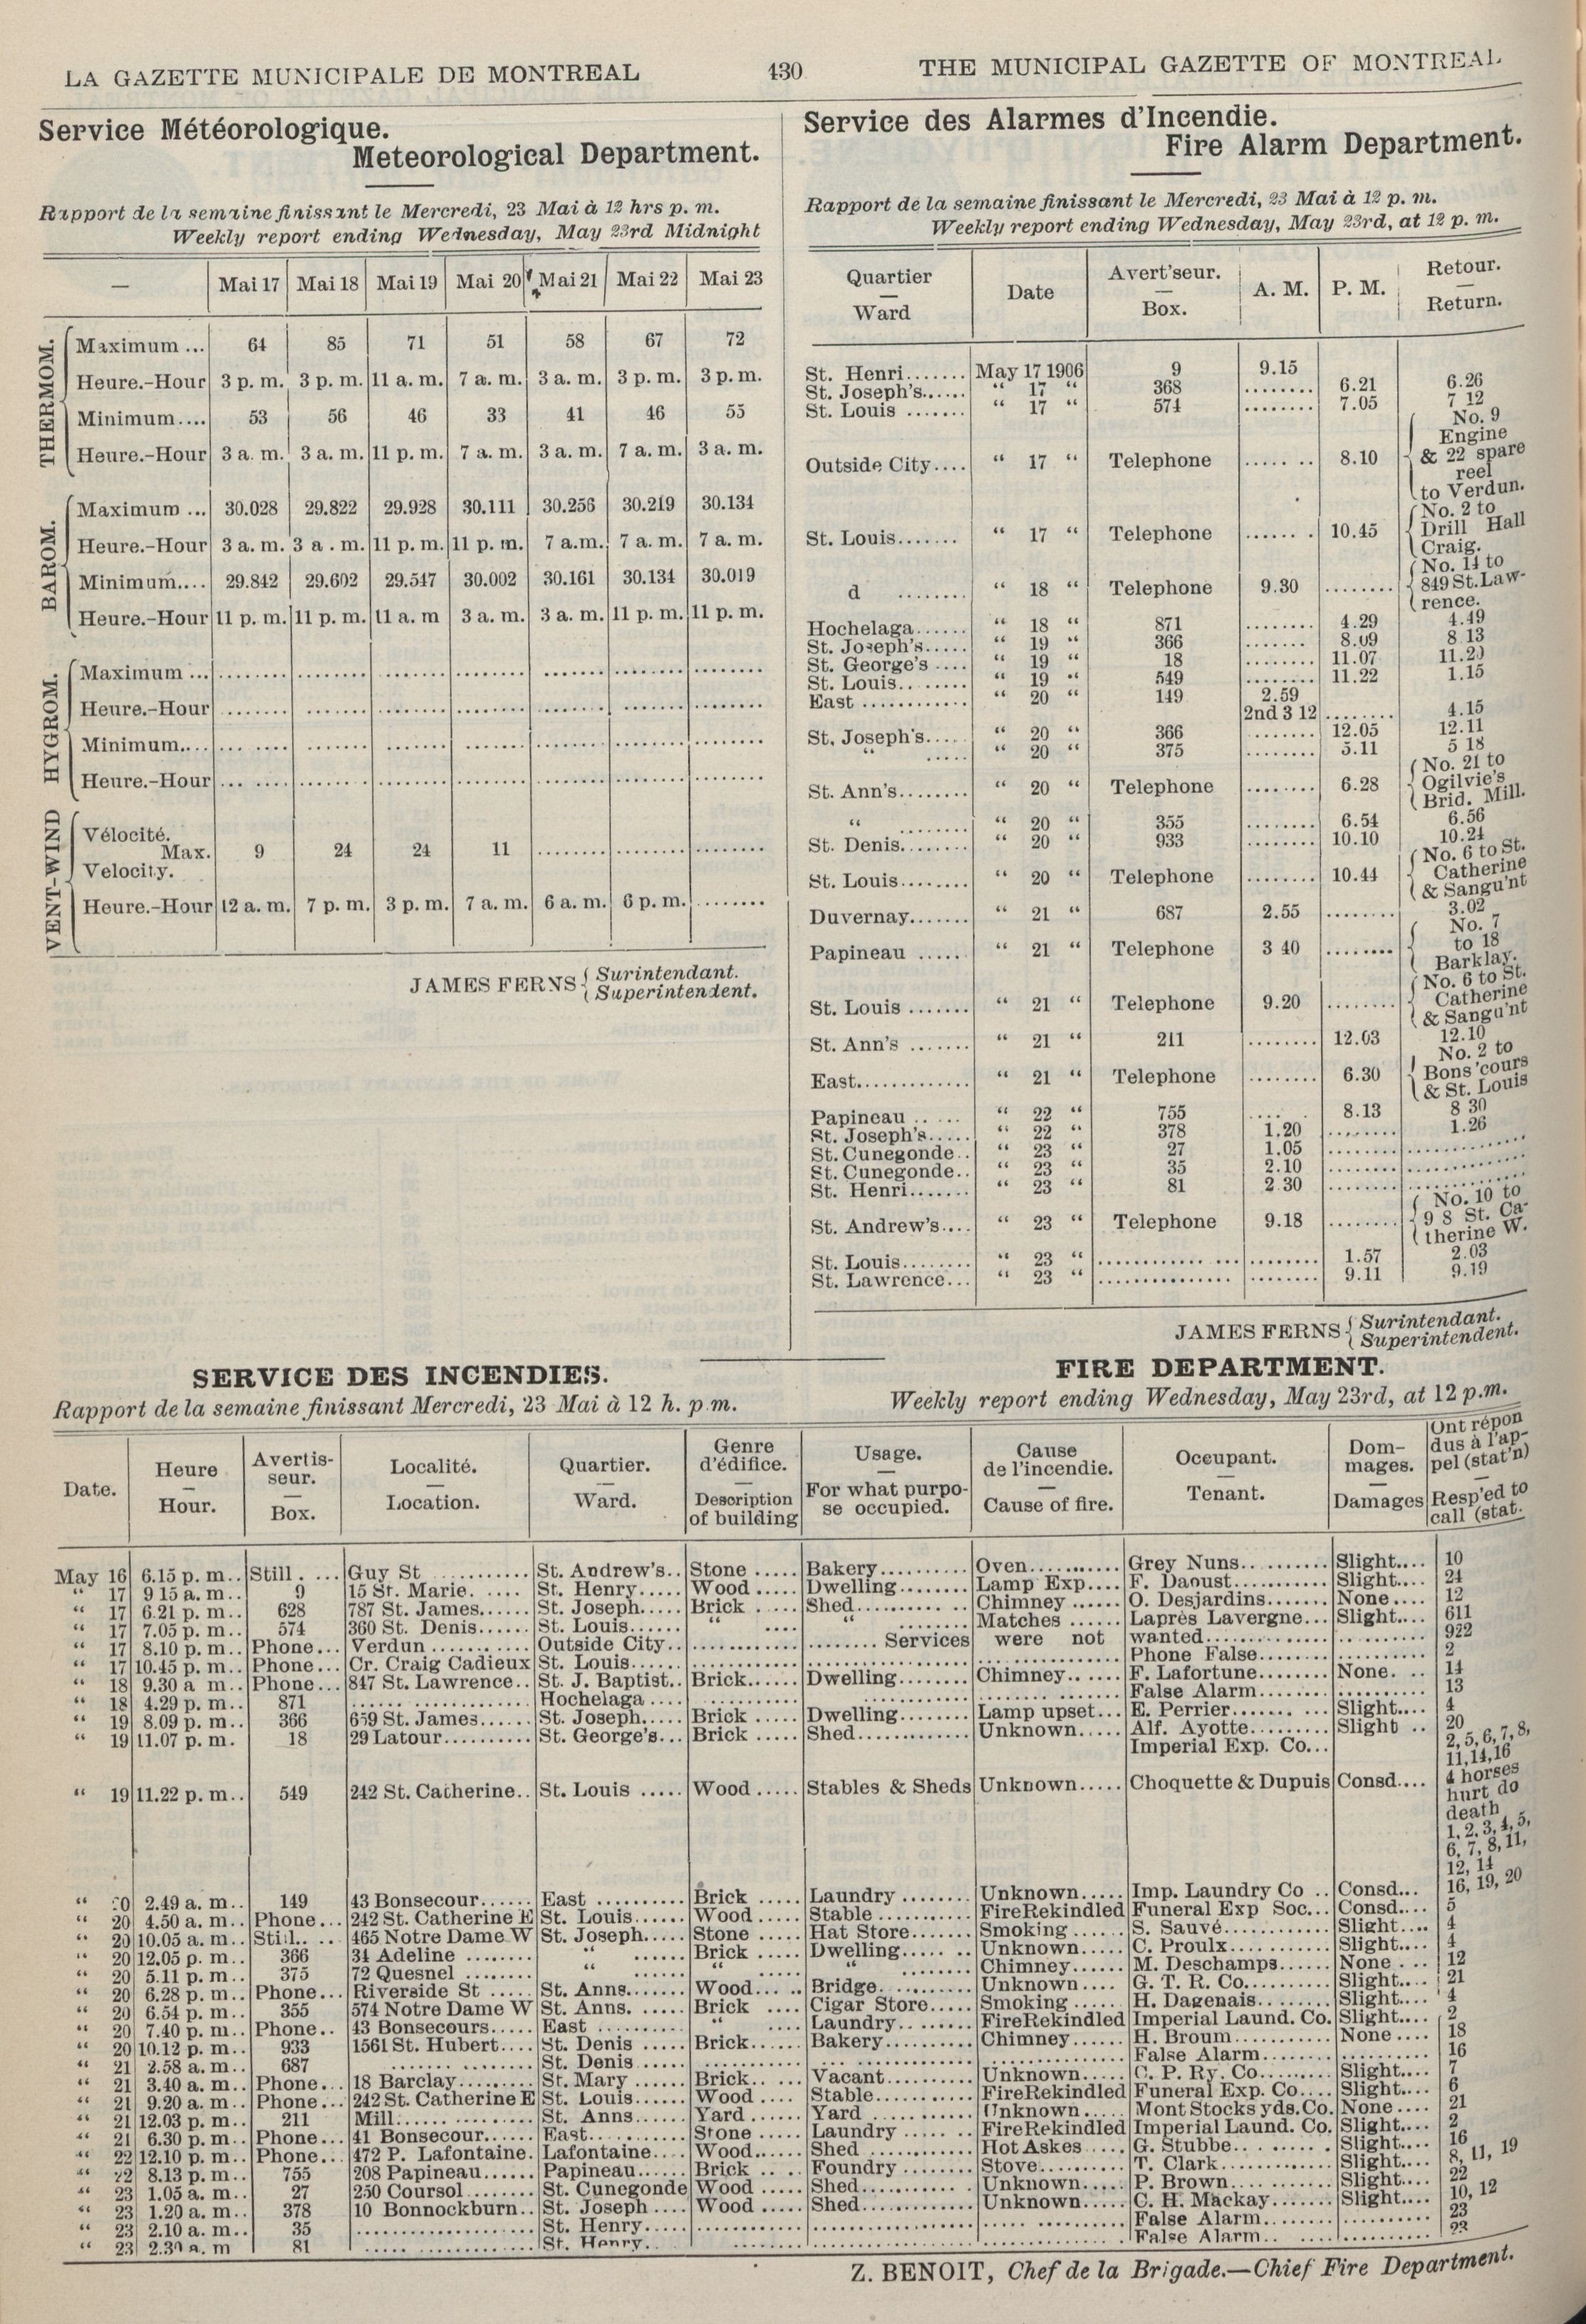 LA GAZETTE MUNICIPALE DE MONTREAL 430 THE MUNICIPAL GAZETTE OF MONTREAL
Service Météorologique.
Meteorological Department.
Rapport de la semaine finissant le Mercredi, 23 Mai à 12 hrs p. m.
Weekly report ending Wednesday, May 23rd Midnight
— Mai 17 Mai 18 Mai 19 Mai 20 Mai 21 Mai 22 Mai 23
THERMOM.
Maximum ... 64 85 71 51 58 67 72
Heure.-Hour 3 p. m. 3 p. m. 11 a. m. 7 a. m. 3 a. m. 3 p. m. 3 p. m.
Minimum.... 53 56 46 33 41 46 55
Heure.-Hour 3 a. m. 3 a. m. 11 p. m. 7 a. m. 3 a. m. 7 a. m. 3 a. m.
BAROM.
Maximum ... 30.028 29.822 29.928 30.111 30.256 30.219 30.134
Heure.-Hour 3 a. m. 3 a . m. 11 p. m. 11 p. m. 7 a.m. 7 a. m. 7 a. m.
Minimum.... 29.842 29.602 29.547 30.002 30.161 30.134 30.019
Heure.-Hour 11 p. m. 11 p. m. 11 a. m 3 a. m. 3 a. m. 11 p. m. 11 p. m.
HYGROM.
Maximum ... ........ ........ ........ ........ ........ ........ ........
Heure.-Hour ........ ........ ........ ........ ........ ........ ........
Minimum.... ........ ........ ........ ........ ........ ........ ........
Heure.-Hour ........ ........ ........ ........ ........ ........ ........
VENT-WIND
Vélocité.
Max. 9 24 24 11 ........ ........ ........
Velocity.
Heure.-Hour 12 a. m. 7 p. m. 3 p. m. 7 a. m. 6 a. m. 6 p. m. ........
JAMES FERNS { Surintendant.
Superintendent.
Service des Alarmes d'Incendie.
Fire Alarm Department.
Rapport de la semaine finissant le Mercredi, 23 Mai à 12 p. m.
Weekly report ending Wednesday, May 23rd, at 12 p. m.
Quartier — Ward Date Avert'seur. — Box. A. M. P. M. Retour. — Return.
St. Henri....... May 17 1906 9 9.15
St. Joseph's...... “ 17 “ 368 ........ 6.21 6.26
St. Louis ....... “ 17 “ 574 ........ 7.05 7 12
Outside City.... “ 17 “ Telephone ........ 8.10 { No. 9
Engine
& 22 spare
reel
to Verdun.
St. Louis....... “ 17 “ Telephone ....... 10.45 { No. 2 to
Drill Hall
Craig.
d ........ “ 18 “ Telephone 9.30 ........ { No. 14 to
849 St. Law-
rence.
Hochelaga...... “ 18 “ 871 ........ 4.29 4.49
St. Joseph's..... “ 19 “ 366 ....... 8.09 8 13
St. George's .... “ 19 “ 18 ........ 11.07 11.20
St. Louis.. ...... “ 19 “ 549 ........ 11.22 1.15
East ............ “ 20 “ 149 2.59
2nd 3 12 ........ 4.15
St. Joseph's..... “ 20 “ 366 ........ 12.05 12.11
“ ..... “ 20 “ 375 ........ 5.11 5 18
St. Ann's........ “ 20 “ Telephone ........ 6.28 { No. 21 to
Ogilvie's
Brid. Mill.
“ ........ “ 20 “ 355 ........ 6.54 6.56
St. Denis........ “ 20 “ 933 ........ 10.10 10.24
St. Louis........ “ 20 “ Telephone ........ 10.44 { No. 6 to St.
Catherine
& Sangu'nt
Duvernay....... “ 21 “ 687 2.55 ........ 3.02
Papineau ...... “ 21 “ Telephone 3 40 ........ { No. 7
to 18
Barklay.
St. Louis ....... “ 21 “ Telephone 9.20 ........ { No. 6 to St.
Catherine
& Sangu'nt
St. Ann's ....... “ 21 “ 211 ........ 12.03 12.10
East............. “ 21 “ Telephone ........ 6.30 { No. 2 to
Bons'cours
& St. Louis
Papineau ...... “ 22 “ 755 ..... 8.13 8 30
St. Joseph's..... “ 22 “ 378 1.20 ........ 1.26
St. Cunegonde.. “ 23 “ 27 1.05 ........ ........
St. Cunegonde.. “ 23 “ 35 2.10 ........ ........
St. Henri....... “ 23 “ 81 2 30 ........ ........
St. Andrew's.... “ 23 “ Telephone 9.18 ........ { No. 10 to
9 8 St. Ca-
therine W.
St. Louis........ “ 23 “ ........ ........ 1.57 2.03
St. Lawrence... “ 23 “ ........ ........ 9.11 9.19
JAMES FERNS { Surintendant.
Superintendent.
SERVICE DES INCENDIES. FIRE DEPARTMENT.
Rapport de la semaine finissant Mercredi, 23 Mai à 12 h. p.m. Weekly report ending Wednesday, May 23rd, at 12 p.m.
Date. Heure — Hour. Avertis-seur. — Box. Localité. — Location. Quartier. — Ward. Genre d'édifice. — Description of building Usage. — For what purpo-se occupied. Cause de l'incendie. — Cause of fire. Occupant. — Tenant. Dom-mages. — Damages Ont répon dus à l'ap-pel (stat'n) — Resp'ed to call (stat.
May 16 6.15 p. m.. Still. ... Guy St .......... St. Andrew's.. Stone ..... Bakery.......... Oven........... Grey Nuns.. ........ Slight.... 10
“ 17 9 15 a. m.. 9 15 St. Marie. ..... St. Henry..... Wood ..... Dwelling........ Lamp Exp.... F. Daoust........... Slight.... 24
“ 17 6.21 p. m.. 628 787 St. James...... St. Joseph..... Brick ..... Shed........... Chimney ...... O. Desjardins........ None.... 12
“ 17 7.05 p. m.. 574 360 St. Denis...... St. Louis...... “ .... “ ........ Matches ...... Laprès Lavergne... Slight.... 611
“ 17 8.10 p. m.. Phone... Verdun ........... Outside City.. ............ ........ Services were not wanted.............. .......... 922
“ 17 10.45 p. m.. Phone... Cr. Craig Cadieux St. Louis...... ............ ............ ............ Phone False......... .......... 2
“ 18 9.30 a m.. Phone... 847 St. Lawrence.. St. J. Baptist.. Brick...... Dwelling........ Chimney.. ..... F. Lafortune........ None. .. 14
“ 18 4.29 p. m.. 871 ................ Hochelaga .... ............ ............ ............ False Alarm........ .......... 13
“ 19 8.09 p. m.. 366 659 St. James...... St. Joseph..... Brick ..... Dwelling........ Lamp upset... E. Perrier........... Slight.... 4
“ 19 11.07 p. m. 18 29 Latour.......... St. George's... Brick ..... Shed............ Unknown..... Alf. Ayotte......... Slight .. 20
Imperial Exp. Co...
“ 19 11.22 p. m.. 549 242 St. Catherine.. St. Louis ..... Wood ..... Stables & Sheds Unknown..... Choquette & Dupuis Consd.... 2, 5, 6, 7, 8,
11, 14, 16
4 horses
hurt do
death
1, 2, 3, 4, 5,
6, 7, 8, 11,
12, 14
“ 20 2.49 a. m.. 149 43 Bonsecour...... East .......... Brick ..... Laundry ........ Unknown..... Imp. Laundry Co .. Consd... 16, 19, 20
“ 20 4.50 a. m.. Phone... 242 St. Catherine E St. Louis...... Wood ..... Stable ........... FireRekindled Funeral Exp Soc... Consd.... 5
“ 20 10.05 a. m.. Still.. .. 465 Notre Dame W St. Joseph..... Stone ..... Hat Store....... Smoking ...... S. Sauvé............ Slight.... 4
“ 20 12.05 p. m.. 366 34 Adeline ........ “ ...... Brick ..... Dwelling..... .. Unknown..... C. Proulx........... Slight.... 4
“ 20 5.11 p. m.. 375 72 Quesnel ........ “ ...... “ ..... “ ........ Chimney...... M. Deschamps...... None . ... 12
“ 20 6.28 p. m.. Phone... Riverside St ..... St. Anns....... Wood... .. Bridge........... Unknown .... G. T. R. Co......... Slight.... 21
“ 20 6.54 p. m.. 355 574 Notre Dame W St. Anns. ..... Brick .... Cigar Store..... Smoking ..... H. Dagenais........ Slight.... 4
“ 20 7.40 p. m.. Phone.. 43 Bonsecours..... East .......... “ .... Laundry........ FireRekindled Imperial Laund. Co. Slight.... 2
“ 20 10.12 p. m.. 933 1561 St. Hubert.... St. Denis ..... Brick...... Bakery.......... Chimney...... H. Broum........... None .... 18
“ 21 2.58 a. m.. 687 ................ St. Denis ..... ............ ............ ............ False Alarm........ .......... 16
“ 21 3.40 a. m.. Phone... 18 Barclay......... St. Mary ...... Brick.. ... Vacant.......... Unknown..... C. P. Ry. Co......... Slight.... 7
“ 21 9.20 a. m.. Phone... 242 St. Catherine E St. Louis...... Wood .... Stable........... FireRekindled Funeral Exp. Co.... Slight.... 6
“ 21 12.03 p. m.. 211 Mill............... St. Anns...... Yard ...... Yard ........... Unknown ..... Mont Stocks yds. Co. None.... 21
“ 21 6.30 p. m.. Phone... 41 Bonsecour...... East........... Stone ..... Laundry ..... .. FireRekindled Imperial Laund. Co. Slight.... 2
“ 22 12.10 p. m.. Phone... 472 P. Lafontaine. Lafontaine.... Wood...... Shed ........... Hot Askes ..... G. Stubbe.. . ...... Slight.... 16
“ 22 8.13 p. m.. 755 208 Papineau...... Papineau...... Brick .. .. Foundry ........ Stove.......... T. Clark............ Slight.... 8, 11, 19
“ 23 1.05 a. m.. 27 250 Coursol ........ St. Cunegonde Wood ..... Shed........... Unknown..... P. Brown........... Slight.... 22
“ 23 1.20 a. m.. 378 10 Bonnockburn.. St. Joseph .... Wood ..... Shed............ Unknown..... C. H. Mackay....... Slight.... 10, 12
“ 23 2.10 a. m.. 35 ................ St. Henry..... ............ ............ ............ False Alarm........ .......... 23
“ 23 2.30 a. m 81 ................ St. Henry.. ............ ............ ............ False Alarm.. .......... 23
Z. BENOIT, Chef de la Brigade.—Chief Fire Department.